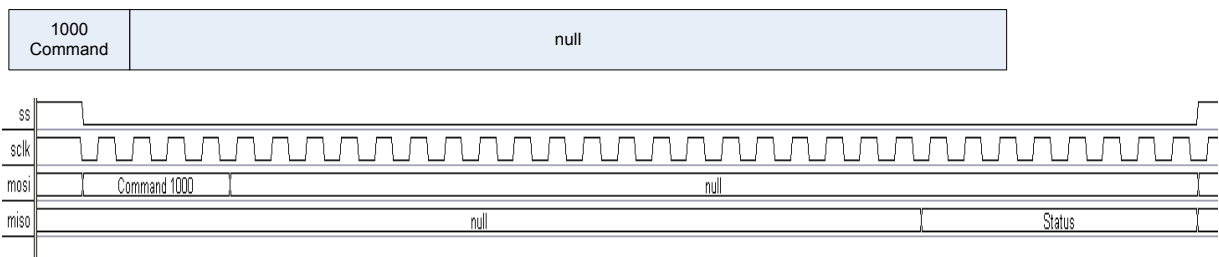 1000
Command
null
ss
sclk
mosi
Command 1000
null
miso
null
Status